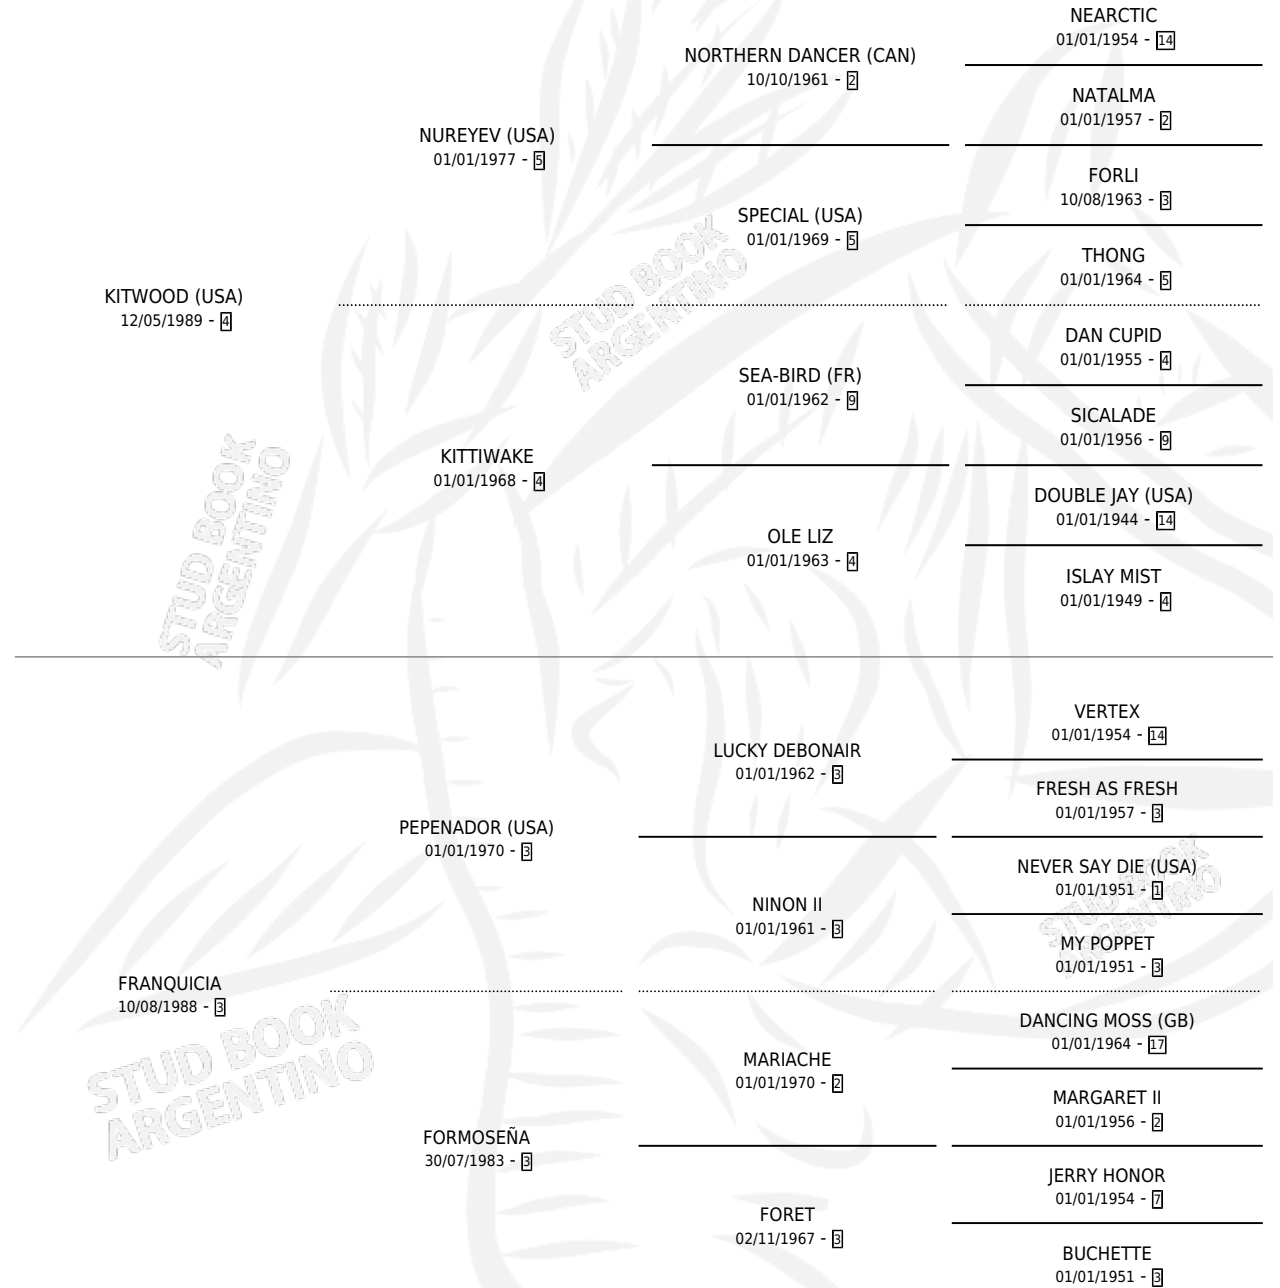 NEARCTIC
01/01/1954 - 14
NORTHERN DANCER (CAN)
10/10/1961 - 2
NATALMA
01/01/1957 - 2
NUREYEV (USA)
01/01/1977 - 5
FORLI
10/08/1963 - 3
SPECIAL (USA)
01/01/1969 - 5
THONG
01/01/1964 - 5
KITWOOD (USA)
12/05/1989 - 4
DAN CUPID
01/01/1955 - 4
SEA-BIRD (FR)
01/01/1962 - 9
SICALADE
01/01/1956 - 9
KITTIWAKE
01/01/1968 - 4
DOUBLE JAY (USA)
01/01/1944 - 14
OLE LIZ
01/01/1963 - 4
ISLAY MIST
01/01/1949 - 4
VERTEX
01/01/1954 - 14
LUCKY DEBONAIR
01/01/1962 - 3
FRESH AS FRESH
01/01/1957 - 3
PEPENADOR (USA)
01/01/1970 - 3
NEVER SAY DIE (USA)
01/01/1951 - 1
NINON II
01/01/1961 - 3
MY POPPET
01/01/1951 - 3
FRANQUICIA
10/08/1988 - 3
DANCING MOSS (GB)
01/01/1964 - 17
MARIACHE
01/01/1970 - 2
MARGARET II
01/01/1956 - 2
FORMOSEÑA
30/07/1983 - 3
JERRY HONOR
01/01/1954 - 7
FORET
02/11/1967 - 3
BUCHETTE
01/01/1951 - 3
STUD BOOK
ARGENTINO
STUD BOOK
ARGENTINO
STUD BOOK
ARGENTINO
STUD BOOK
ARGENTINO